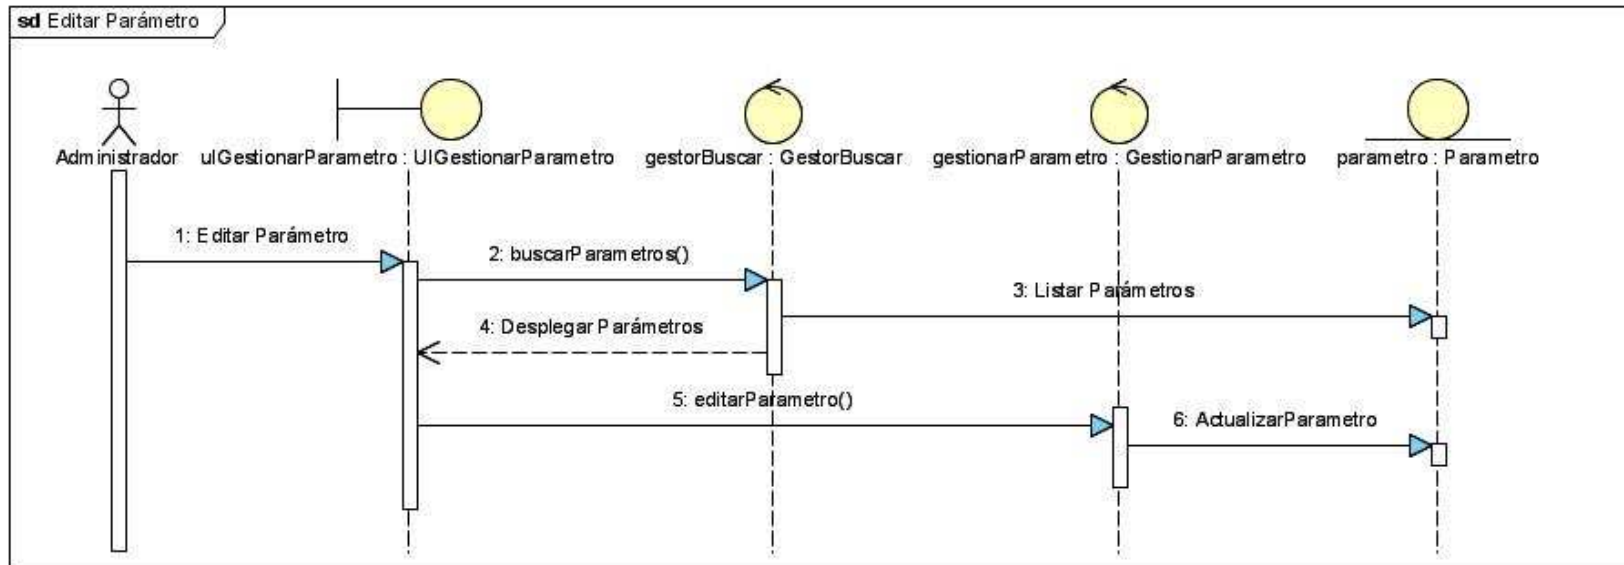 sd Editar Parámetro
Administrador
uIGestionarParametro : UIGestionarParametro
gestorBuscar : GestorBuscar
gestionarParametro : GestionarParametro
parametro : Parametro
1: Editar Parámetro
2: buscarParametros()
3: Listar Parámetros
4: Desplegar Parámetros
5: editarParametro()
6: ActualizarParametro